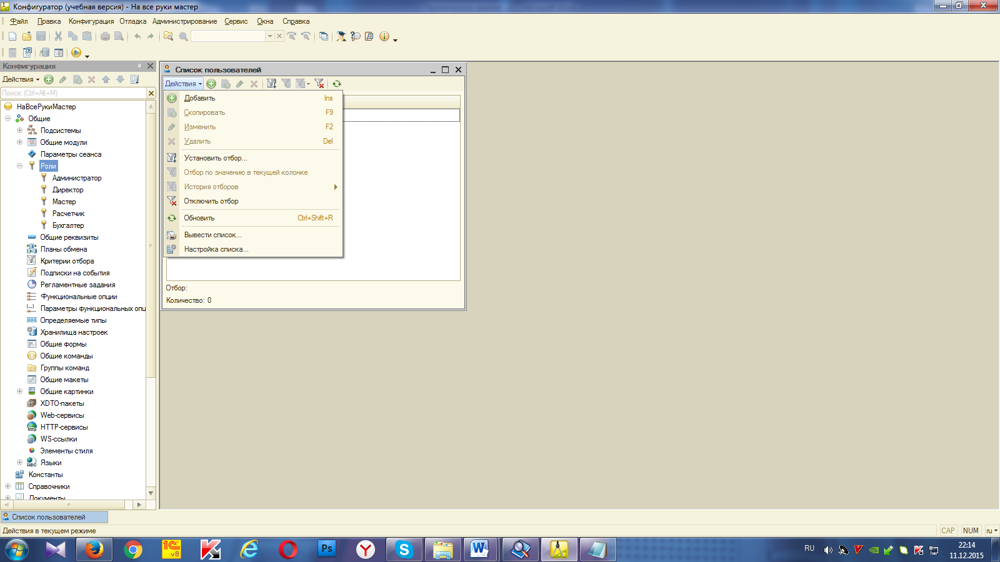 Конфигуратор (учебная версия) - На все руки мастер
Файл Правка Конфигурация Отладка Администрирование Сервис Окна Справка
Конфигурация
Действия
Поиск (Ctrl+Alt+M)
НаВсеРукиМастер
Общие
Подсистемы
Общие модули
Параметры сеанса
Роли
Администратор
Директор
Мастер
Расчетчик
Бухгалтер
Общие реквизиты
Планы обмена
Критерии отбора
Подписки на события
Регламентные задания
Функциональные опции
Параметры функциональных опц
Определяемые типы
Хранилища настроек
Общие формы
Общие команды
Группы команд
Общие макеты
Общие картинки
XDTO-пакеты
Web-сервисы
HTTP-сервисы
WS-ссылки
Элементы стиля
Языки
Константы
Справочники
Документы
Список пользователей
Действия
Добавить Ins
Скопировать F9
Изменить F2
Удалить Del
Установить отбор...
Отбор по значению в текущей колонке
История отборов
Отключить отбор
Обновить Ctrl+Shift+R
Вывести список...
Настройка списка...
Отбор:
Количество: 0
Список пользователей
Действия в текущем режиме
CAP NUM ru
RU
22:14
11.12.2015